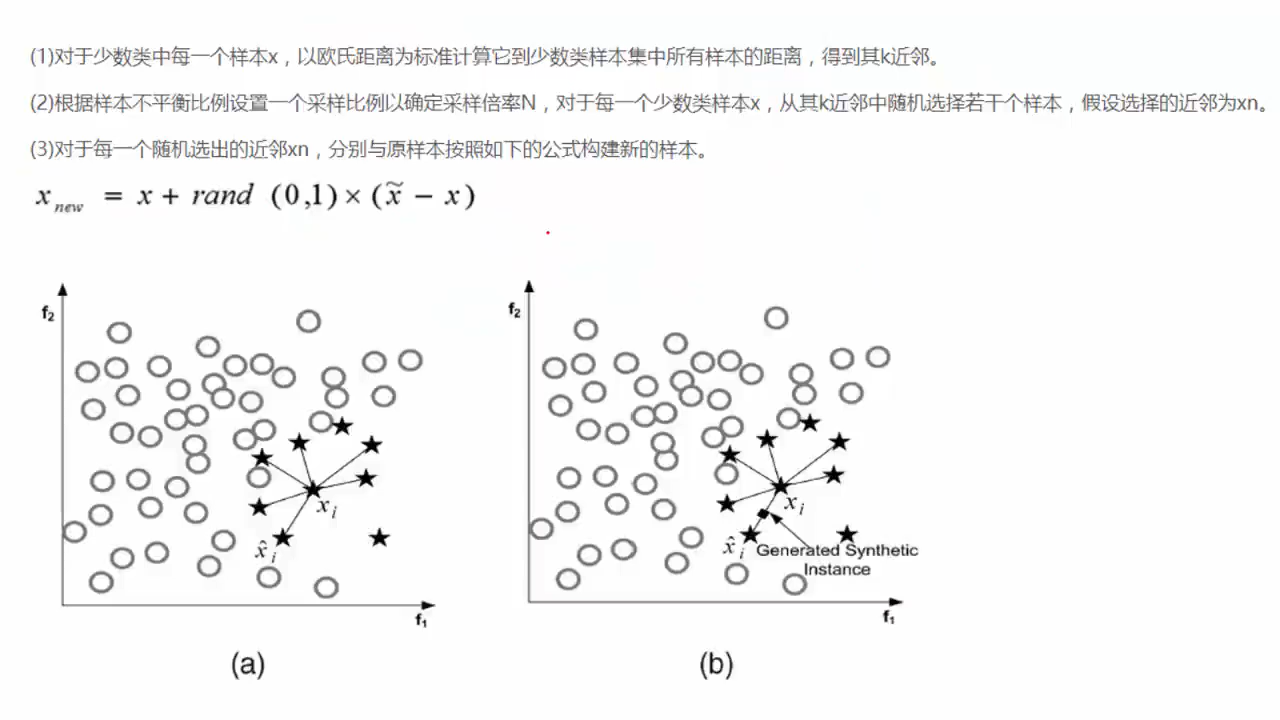 (1)对于少数类中每一个样本x，以欧氏距离为标准计算它到少数类样本集中所有样本的距离，得到其k近邻。
(2)根据样本不平衡比例设置一个采样比例以确定采样倍率N，对于每一个少数类样本x，从其k近邻中随机选择若干个样本，假设选择的近邻为xn。
(3)对于每一个随机选出的近邻xn，分别与原样本按照如下的公式构建新的样本。
x_new = x + rand (0,1) × (x̃ − x)
f₂
x_i
x̂_i
f₁
(a)
f₂
x_i
x̂_i
Generated Synthetic
Instance
f₁
(b)